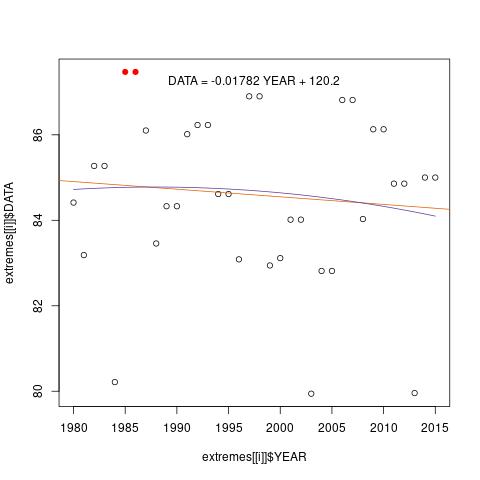 DATA = -0.01782 YEAR + 120.2
86
84
82
80
extremes[[i]]$DATA
1980 1985 1990 1995 2000 2005 2010 2015
extremes[[i]]$YEAR